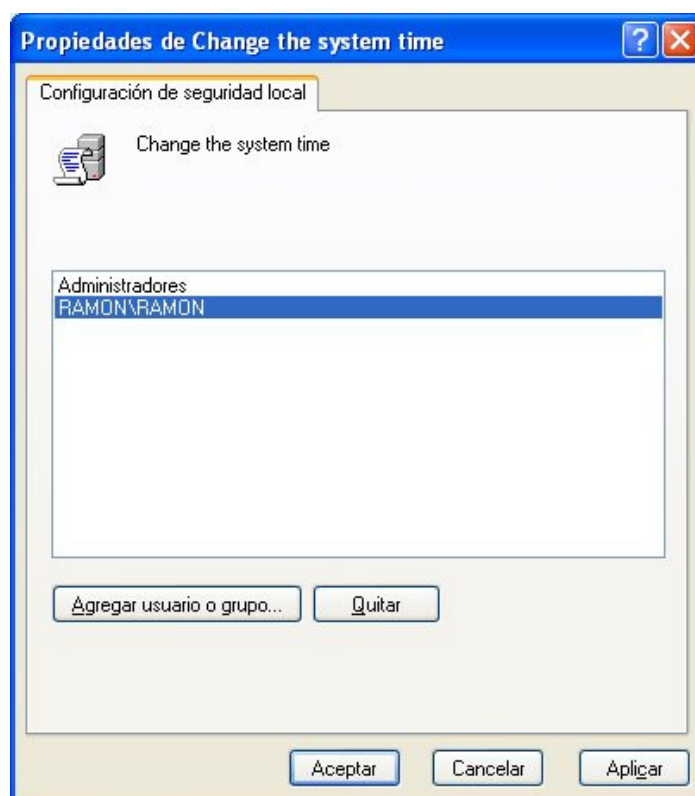 Propiedades de Change the system time
Configuración de seguridad local
Change the system time
Administradores
RAMON\RAMON
Agregar usuario o grupo... Quitar
Aceptar Cancelar Aplicar